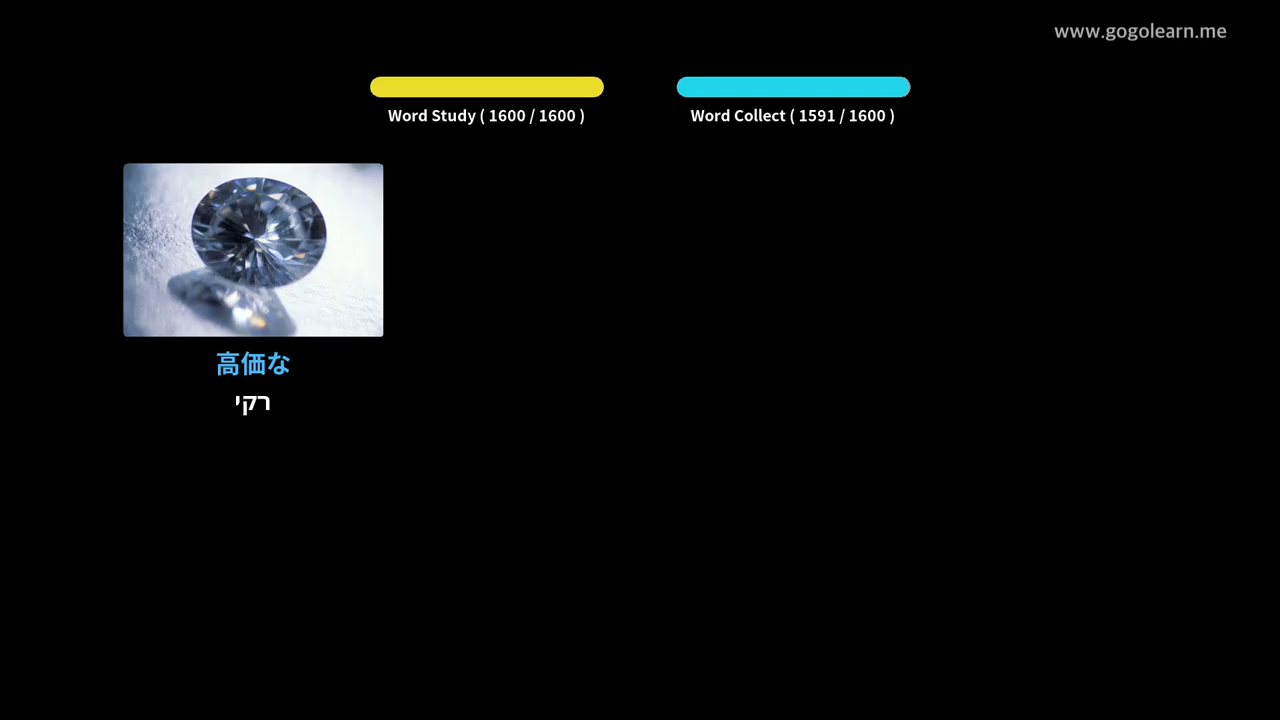 www.gogolearn.me
Word Study ( 1600 / 1600 )
Word Collect ( 1591 / 1600 )
高価な
רקי